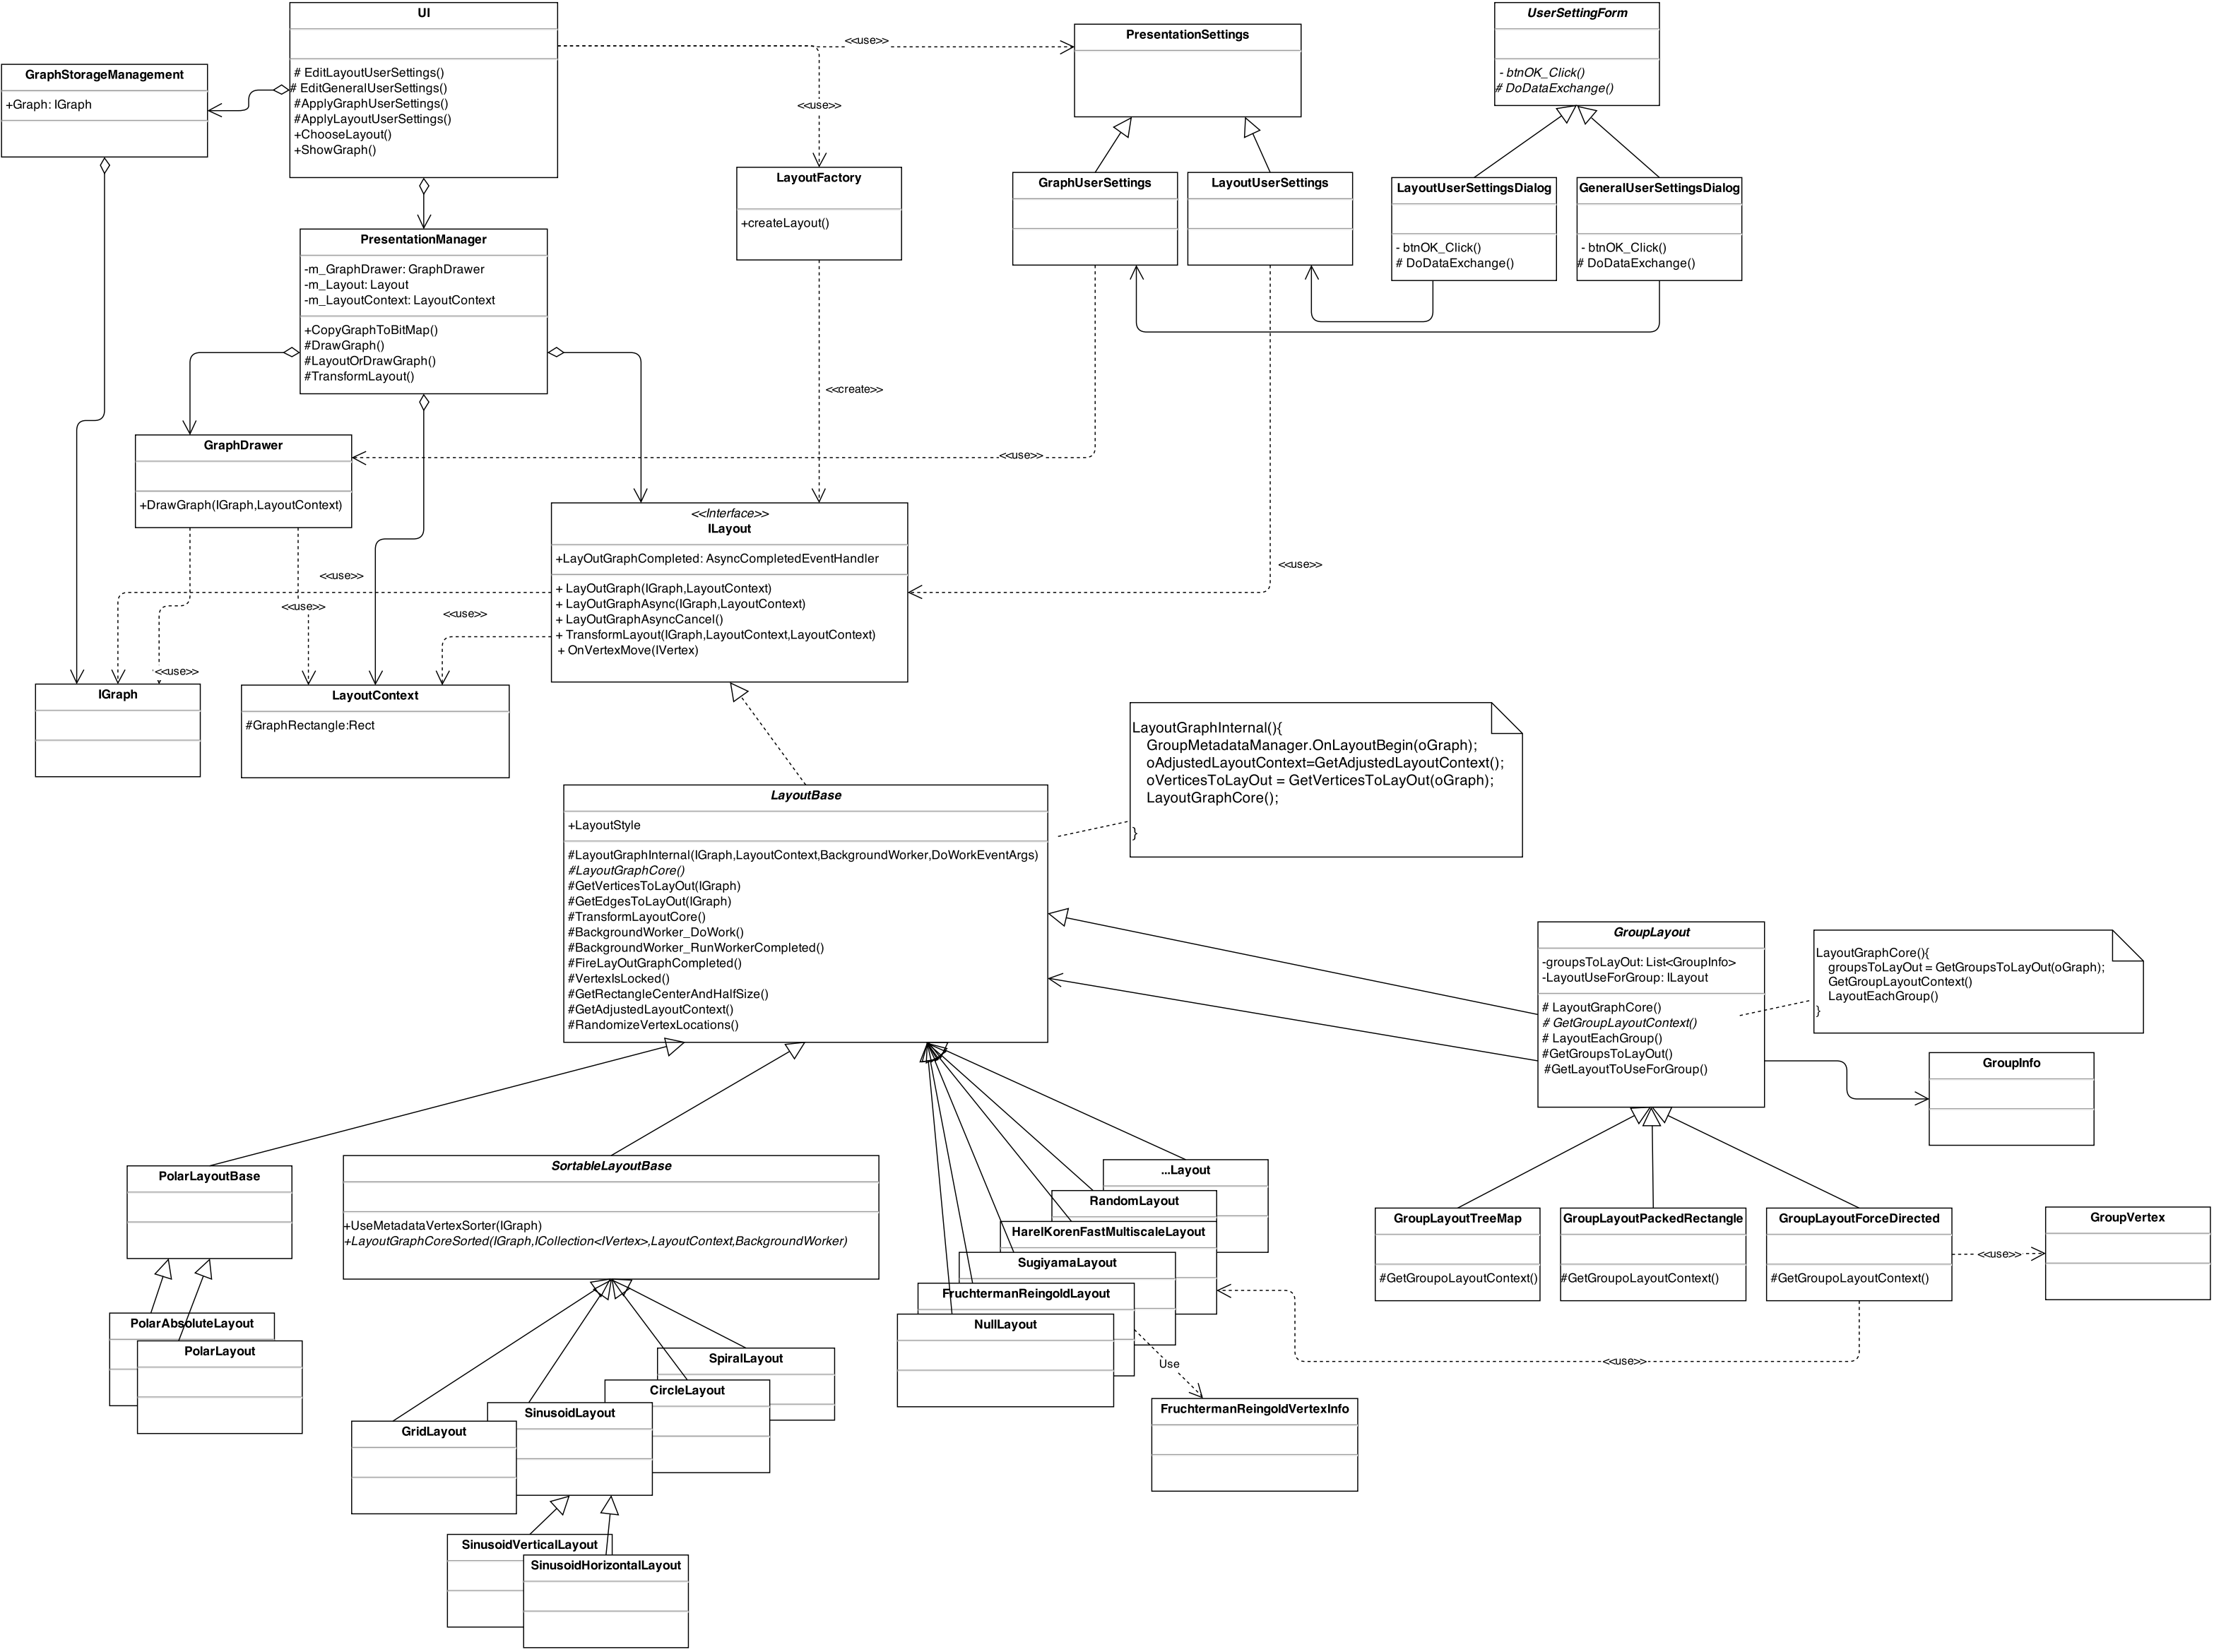 UI
# EditLayoutUserSettings()
# EditGeneralUserSettings()
#ApplyGraphUserSettings()
#ApplyLayoutUserSettings()
+ChooseLayout()
+ShowGraph()
GraphStorageManagement
+Graph: IGraph
<<use>>
<<use>>
PresentationSettings
UserSettingForm
- btnOK_Click()
# DoDataExchange()
LayoutFactory
+createLayout()
GraphUserSettings
LayoutUserSettings
LayoutUserSettingsDialog
- btnOK_Click()
# DoDataExchange()
GeneralUserSettingsDialog
- btnOK_Click()
# DoDataExchange()
PresentationManager
-m_GraphDrawer: GraphDrawer
-m_Layout: Layout
-m_LayoutContext: LayoutContext
+CopyGraphToBitMap()
#DrawGraph()
#LayoutOrDrawGraph()
#TransformLayout()
<<create>>
GraphDrawer
+DrawGraph(IGraph,LayoutContext)
<<use>>
<<Interface>>
ILayout
+LayOutGraphCompleted: AsyncCompletedEventHandler
+ LayOutGraph(IGraph,LayoutContext)
+ LayOutGraphAsync(IGraph,LayoutContext)
+ LayOutGraphAsyncCancel()
+ TransformLayout(IGraph,LayoutContext,LayoutContext)
+ OnVertexMove(IVertex)
<<use>>
<<use>>
<<use>>
<<use>>
<<use>>
IGraph
LayoutContext
#GraphRectangle:Rect
LayoutGraphInternal(){
GroupMetadataManager.OnLayoutBegin(oGraph);
oAdjustedLayoutContext=GetAdjustedLayoutContext();
oVerticesToLayOut = GetVerticesToLayOut(oGraph);
LayoutGraphCore();
}
LayoutBase
+LayoutStyle
#LayoutGraphInternal(IGraph,LayoutContext,BackgroundWorker,DoWorkEventArgs)
#LayoutGraphCore()
#GetVerticesToLayOut(IGraph)
#GetEdgesToLayOut(IGraph)
#TransformLayoutCore()
#BackgroundWorker_DoWork()
#BackgroundWorker_RunWorkerCompleted()
#FireLayOutGraphCompleted()
#VertexIsLocked()
#GetRectangleCenterAndHalfSize()
#GetAdjustedLayoutContext()
#RandomizeVertexLocations()
GroupLayout
-groupsToLayOut: List<GroupInfo>
-LayoutUseForGroup: ILayout
# LayoutGraphCore()
# GetGroupLayoutContext()
# LayoutEachGroup()
#GetGroupsToLayOut()
#GetLayoutToUseForGroup()
LayoutGraphCore(){
groupsToLayOut = GetGroupsToLayOut(oGraph);
GetGroupLayoutContext()
LayoutEachGroup()
}
GroupInfo
PolarLayoutBase
SortableLayoutBase
+UseMetadataVertexSorter(IGraph)
+LayoutGraphCoreSorted(IGraph,ICollection<IVertex>,LayoutContext,BackgroundWorker)
...Layout
RandomLayout
HarelKorenFastMultiscaleLayout
SugiyamaLayout
FruchtermanReingoldLayout
NullLayout
GroupLayoutTreeMap
#GetGroupoLayoutContext()
GroupLayoutPackedRectangle
#GetGroupoLayoutContext()
GroupLayoutForceDirected
#GetGroupoLayoutContext()
<<use>>
GroupVertex
PolarAbsoluteLayout
PolarLayout
SpiralLayout
CircleLayout
SinusoidLayout
GridLayout
Use
<<use>>
FruchtermanReingoldVertexInfo
SinusoidVerticalLayout
SinusoidHorizontalLayout